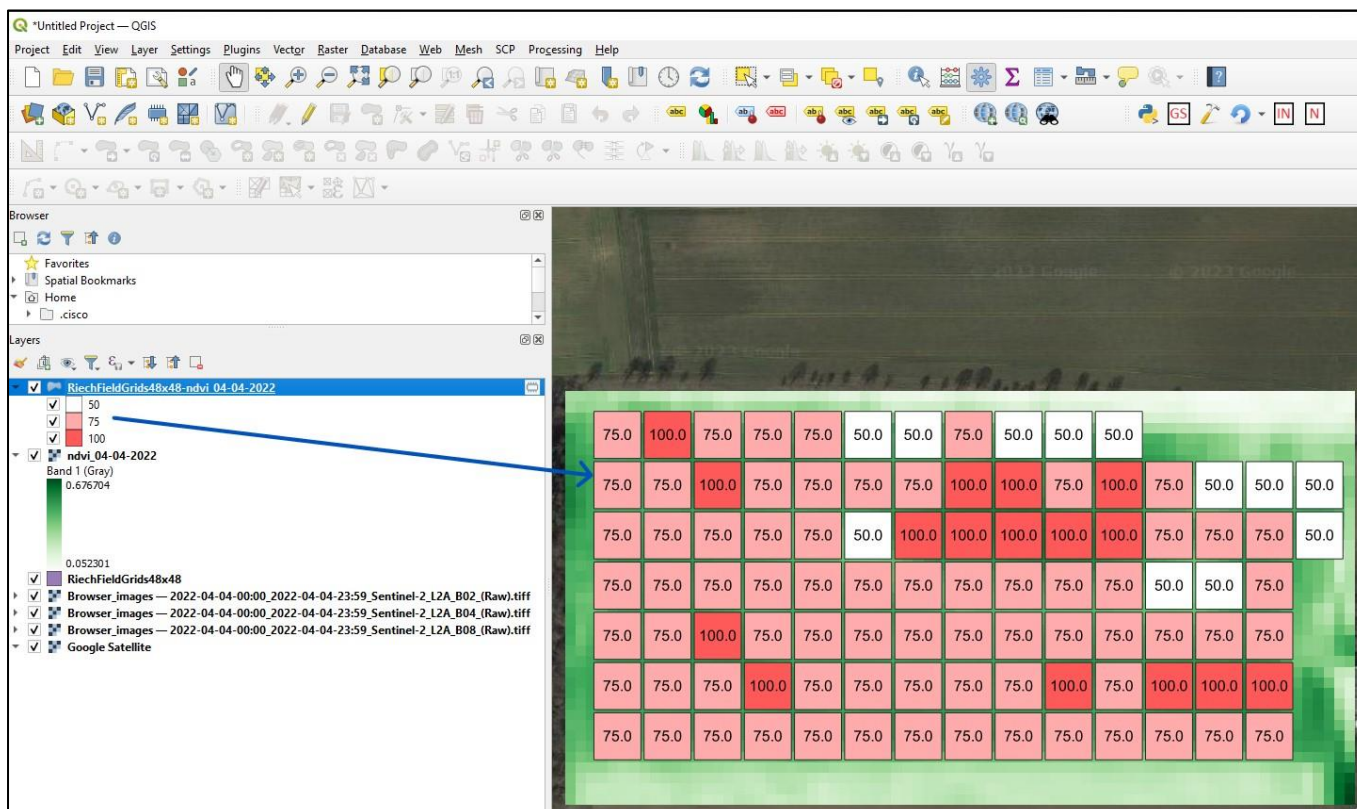 *Untitled Project — QGIS
Project Edit View Layer Settings Plugins Vector Raster Database Web Mesh SCP Processing Help
abc abc
GS IN N
Browser
Favorites
Spatial Bookmarks
Home
.cisco
Layers
RiechFieldGrids48x48-ndvi_04-04-2022
50
75
100
ndvi_04-04-2022
Band 1 (Gray)
0.676704
0.052301
RiechFieldGrids48x48
Browser_images — 2022-04-04-00:00_2022-04-04-23:59_Sentinel-2_L2A_B02_(Raw).tiff
Browser_images — 2022-04-04-00:00_2022-04-04-23:59_Sentinel-2_L2A_B04_(Raw).tiff
Browser_images — 2022-04-04-00:00_2022-04-04-23:59_Sentinel-2_L2A_B08_(Raw).tiff
Google Satellite
© 2023 Google © 2023 Google
© 2023 Google
75.0 100.0 75.0 75.0 75.0 50.0 50.0 75.0 50.0 50.0 50.0
75.0 75.0 100.0 75.0 75.0 75.0 75.0 100.0 100.0 75.0 100.0 75.0 50.0 50.0 50.0
75.0 75.0 75.0 75.0 75.0 50.0 100.0 100.0 100.0 100.0 100.0 75.0 75.0 75.0 50.0
75.0 75.0 75.0 75.0 75.0 75.0 75.0 75.0 75.0 75.0 75.0 50.0 50.0 75.0
75.0 75.0 100.0 75.0 75.0 75.0 75.0 75.0 75.0 75.0 75.0 75.0 75.0 75.0
75.0 75.0 75.0 100.0 75.0 75.0 75.0 75.0 75.0 100.0 75.0 100.0 100.0 100.0
75.0 75.0 75.0 75.0 75.0 75.0 75.0 75.0 75.0 75.0 75.0 75.0 75.0 75.0